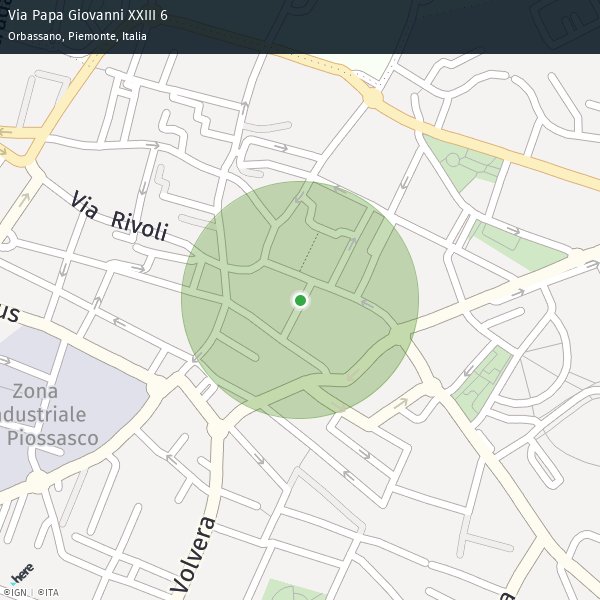 Via Papa Giovanni XXIII 6
Orbassano, Piemonte, Italia
Via Rivoli
us
Zona
ndustriale
Piossasco
Volvera
a
here
©IGN | ©ITA